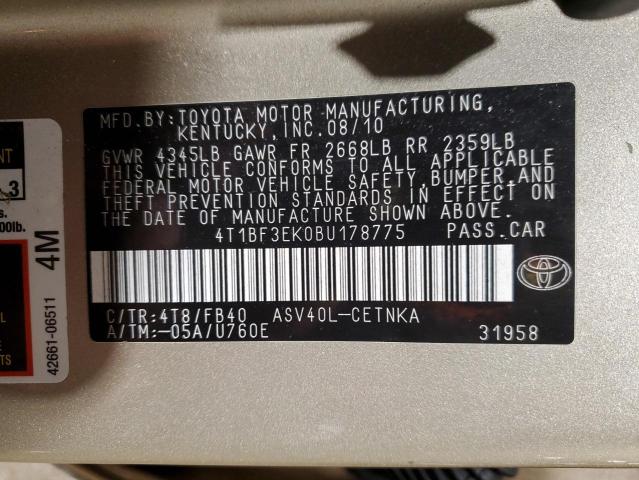 MFD.BY:TOYOTA MOTOR MANUFACTURING,
KENTUCKY,INC.08/10
GVWR 4345LB GAWR FR 2668LB RR 2359LB
THIS VEHICLE CONFORMS TO ALL APPLICABLE
FEDERAL MOTOR VEHICLE SAFETY,BUMPER,AND
THEFT PREVENTION STANDARDS IN EFFECT ON
THE DATE OF MANUFACTURE SHOWN ABOVE.
4T1BF3EK0BU178775 PASS.CAR
C/TR:4T8/FB40 ASV40L-CETNKA
A/TM:-05A/U760E 31958
3
00lb.
4M
42661-06511